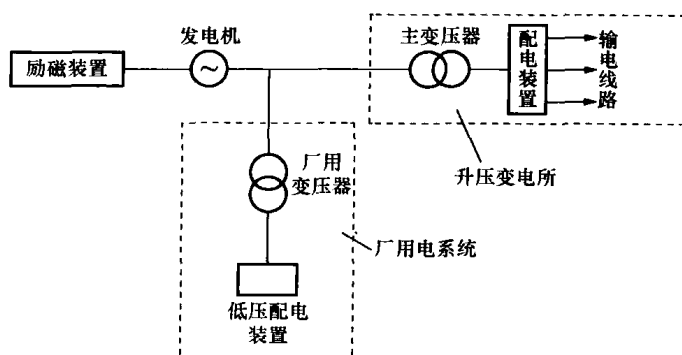 励磁装置
发电机
~
主变压器
配电装置
输电线路
升压变电所
厂用
变压器
厂用电系统
低压配电
装置